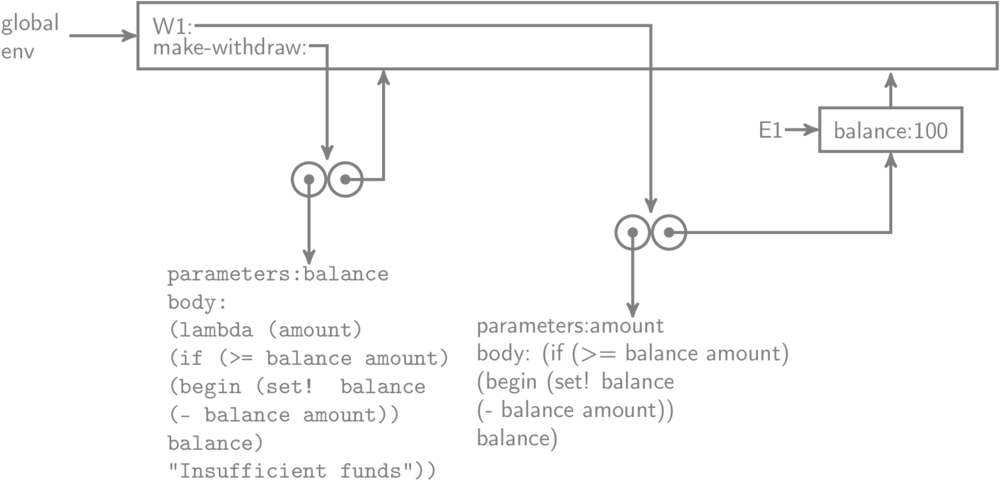 global
env
W1:
make-withdraw:
E1
balance:100
parameters:balance
body:
(lambda (amount)
(if (>= balance amount)
(begin (set! balance
(- balance amount))
balance)
"Insufficient funds"))
parameters:amount
body: (if (>= balance amount)
(begin (set! balance
(- balance amount))
balance)